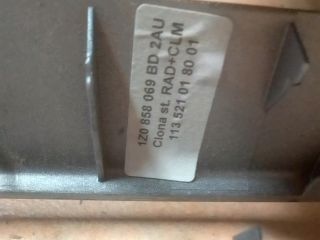 1Z0 858 069 BD 2AU
Clona st. RAD+CLM
113 521 01 80 01